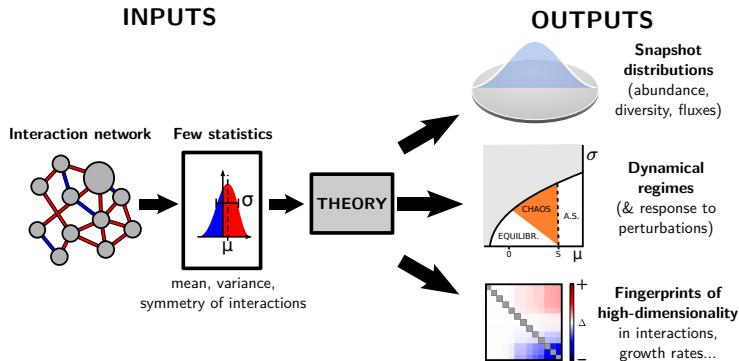 INPUTS
OUTPUTS
Interaction network
Few statistics
σ
μ
mean, variance,
symmetry of interactions
THEORY
Snapshot
distributions
(abundance,
diversity, fluxes)
σ
CHAOS
A.S.
EQUILIBR.
0
S
μ
Dynamical
regimes
(& response to
perturbations)
+
Δ
−
Fingerprints of
high-dimensionality
in interactions,
growth rates...